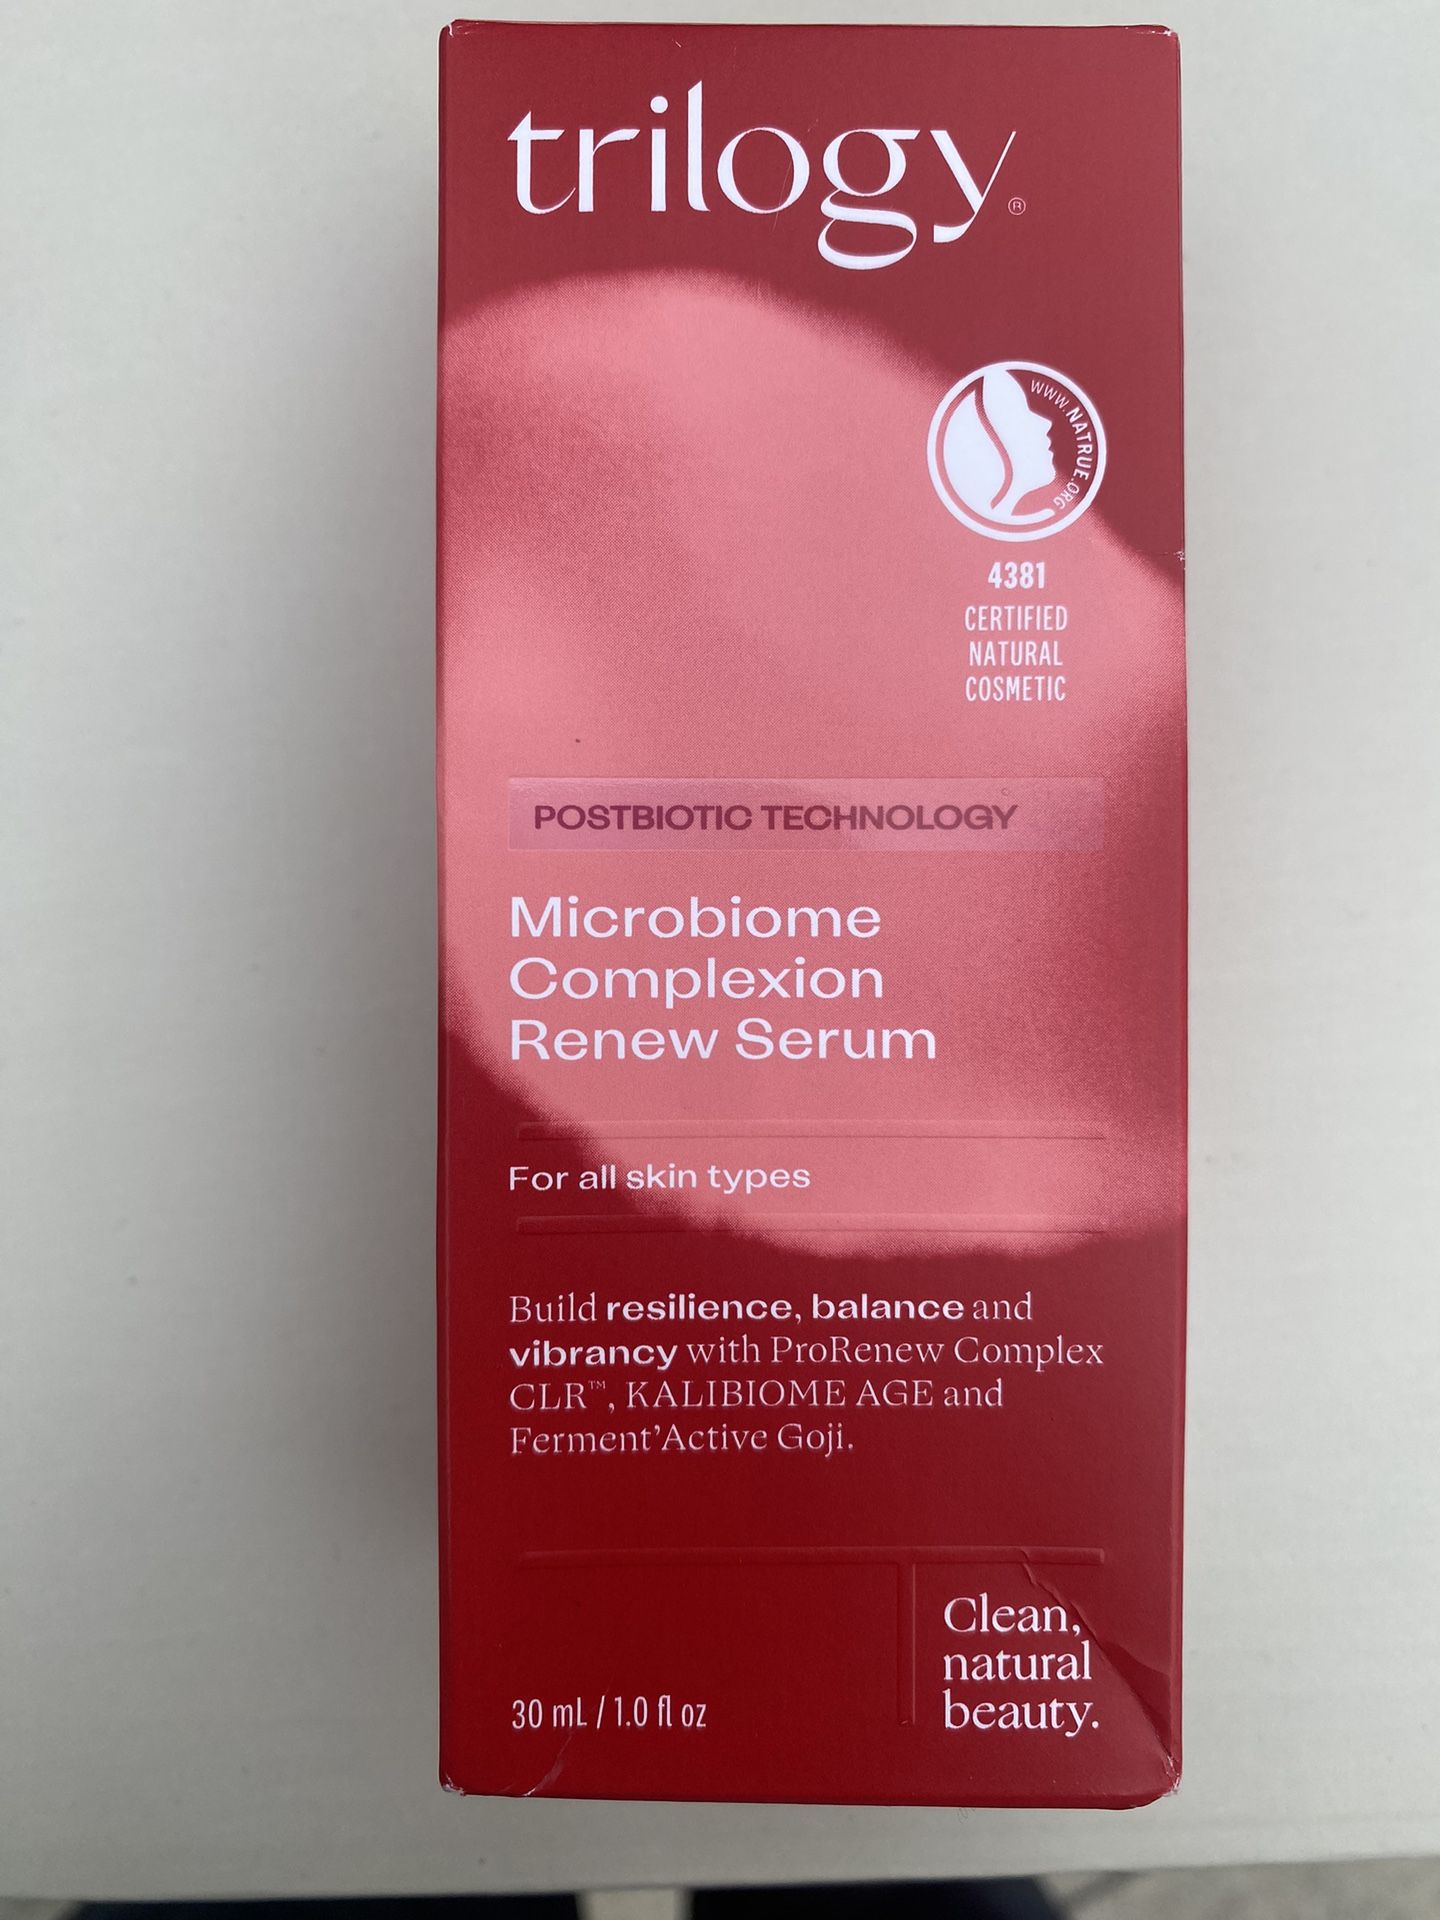 trilogy®
WWW.NATRUE.ORG
4381
CERTIFIED
NATURAL
COSMETIC
POSTBIOTIC TECHNOLOGY
Microbiome
Complexion
Renew Serum
For all skin types
Build resilience, balance and
vibrancy with ProRenew Complex
CLR™, KALIBIOME AGE and
Ferment’Active Goji.
Clean,
natural
beauty.
30 mL / 1.0 fl oz